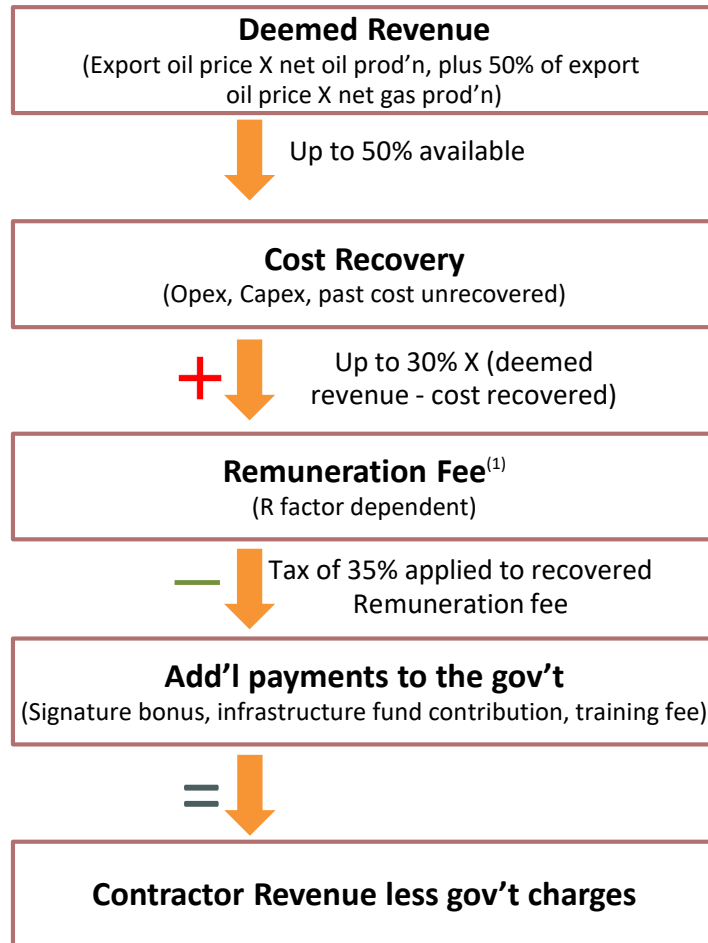 Deemed Revenue
(Export oil price X net oil prod’n, plus 50% of export
oil price X net gas prod’n)
Up to 50% available
Cost Recovery
(Opex, Capex, past cost unrecovered)
+
Up to 30% X (deemed
revenue - cost recovered)
Remuneration Fee(1)
(R factor dependent)
—
Tax of 35% applied to recovered
Remuneration fee
Add’l payments to the gov’t
(Signature bonus, infrastructure fund contribution, training fee)
=
Contractor Revenue less gov’t charges